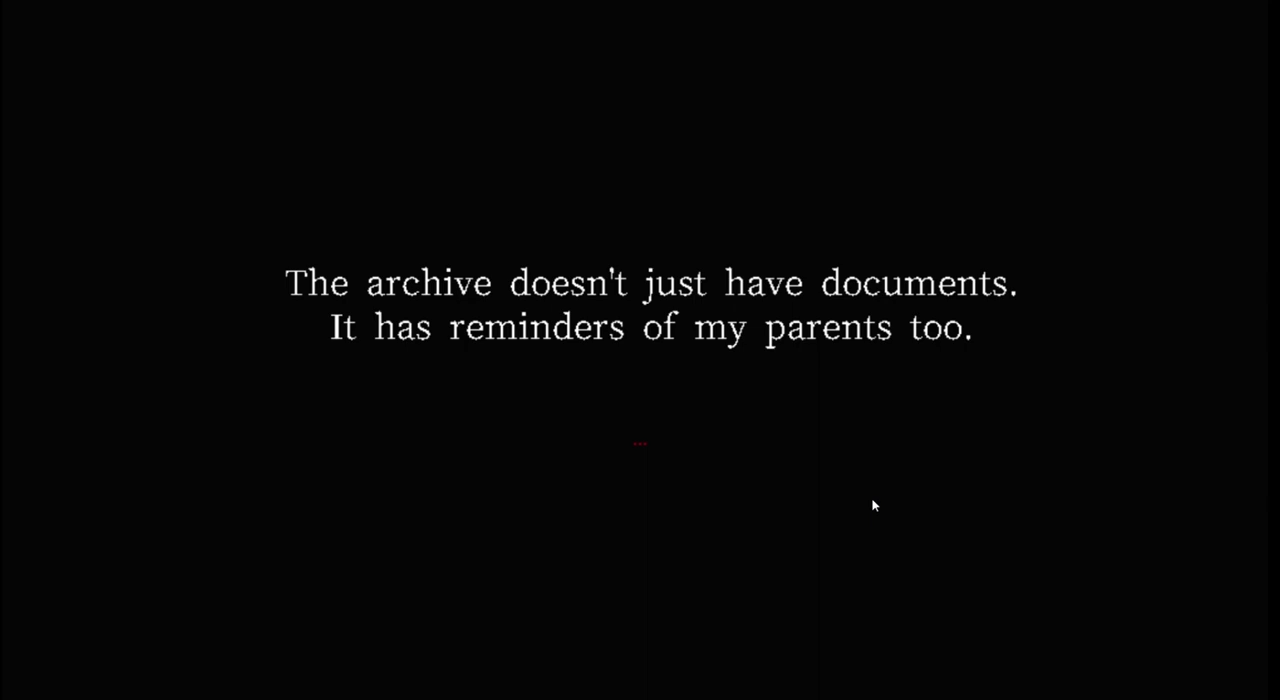 The archive doesn't just have documents.
It has reminders of my parents too.
...